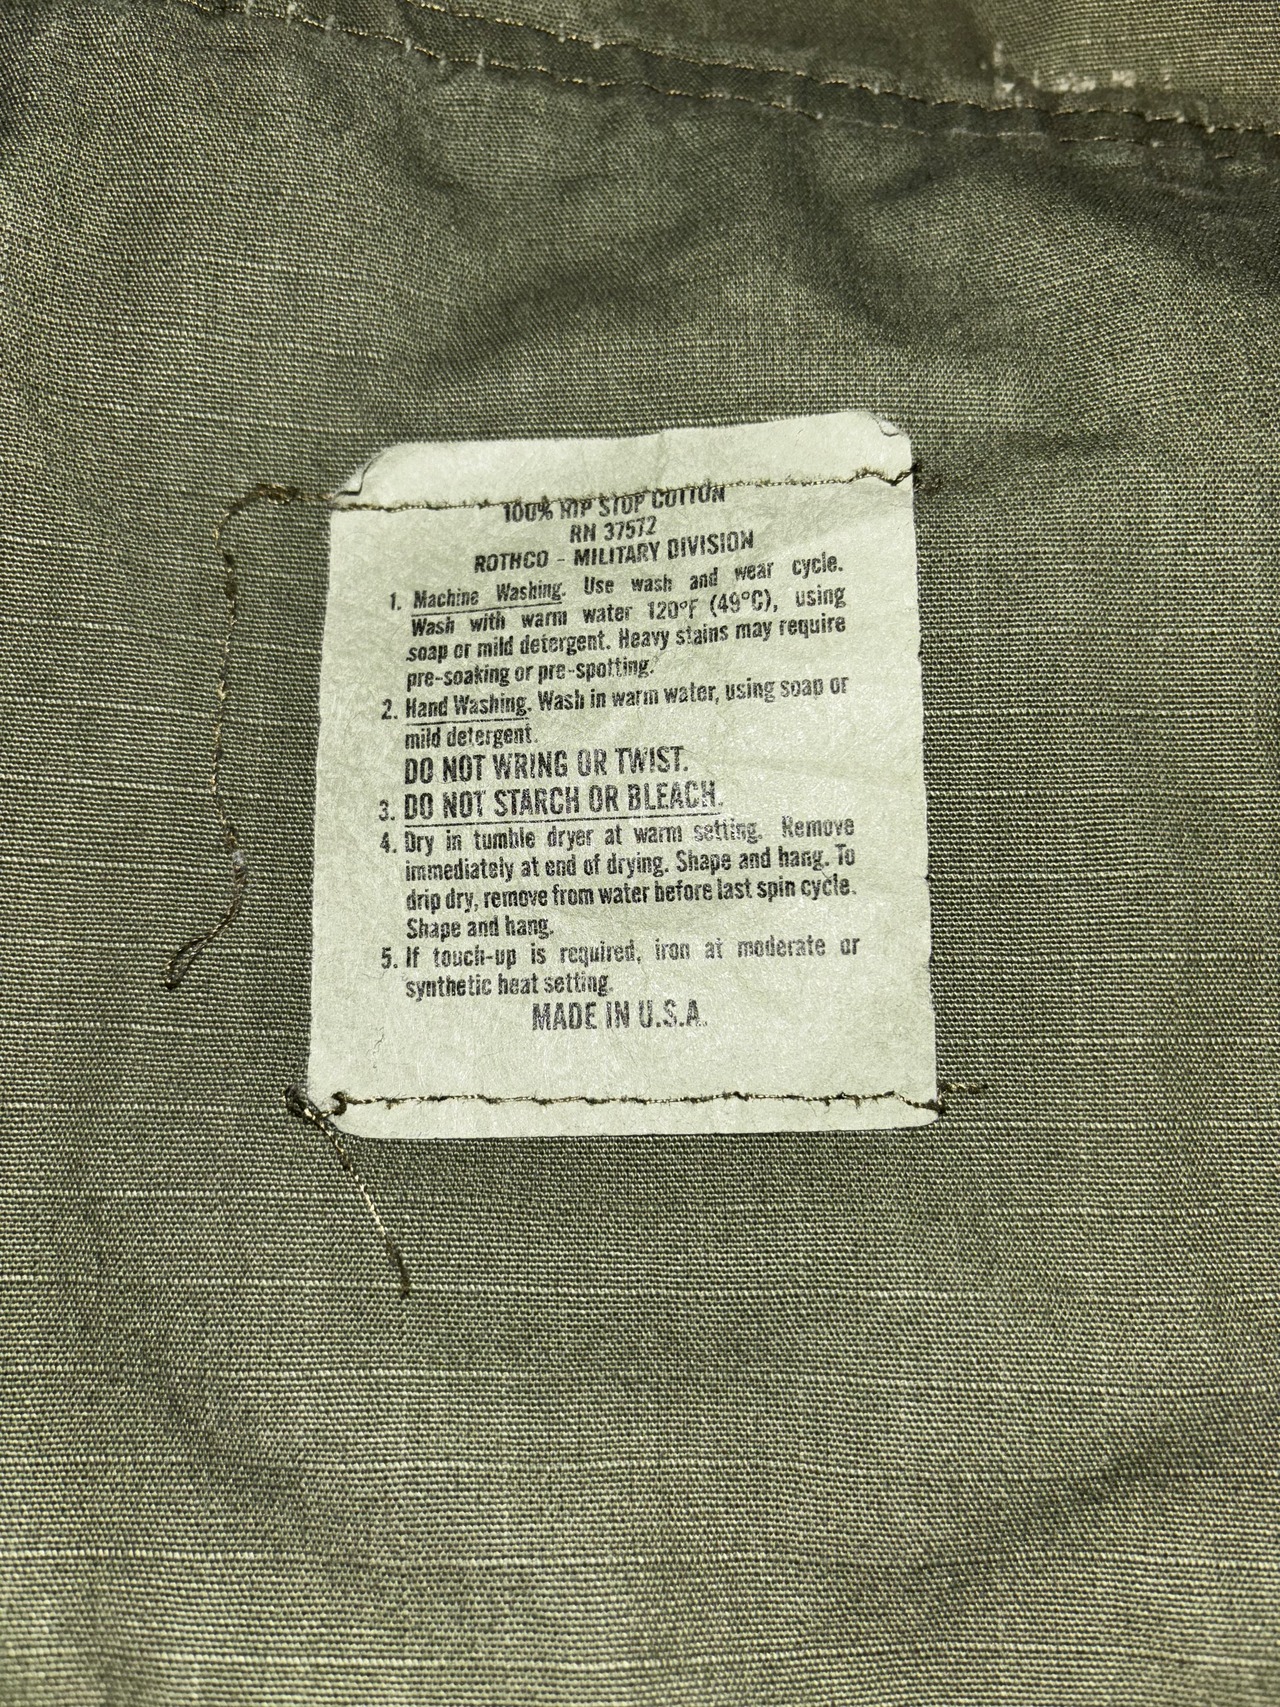 100% RIP STOP COTTON
RN 37572
ROTHCO - MILITARY DIVISION
1. Machine Washing. Use wash and wear cycle.
Wash with warm water 120°F (49°C), using
soap or mild detergent. Heavy stains may require
pre-soaking or pre-spotting.
2. Hand Washing. Wash in warm water, using soap or
mild detergent.
DO NOT WRING OR TWIST.
3. DO NOT STARCH OR BLEACH.
4. Dry in tumble dryer at warm setting. Remove
immediately at end of drying. Shape and hang. To
drip dry, remove from water before last spin cycle.
Shape and hang.
5. If touch-up is required, iron at moderate or
synthetic heat setting.
MADE IN U.S.A.